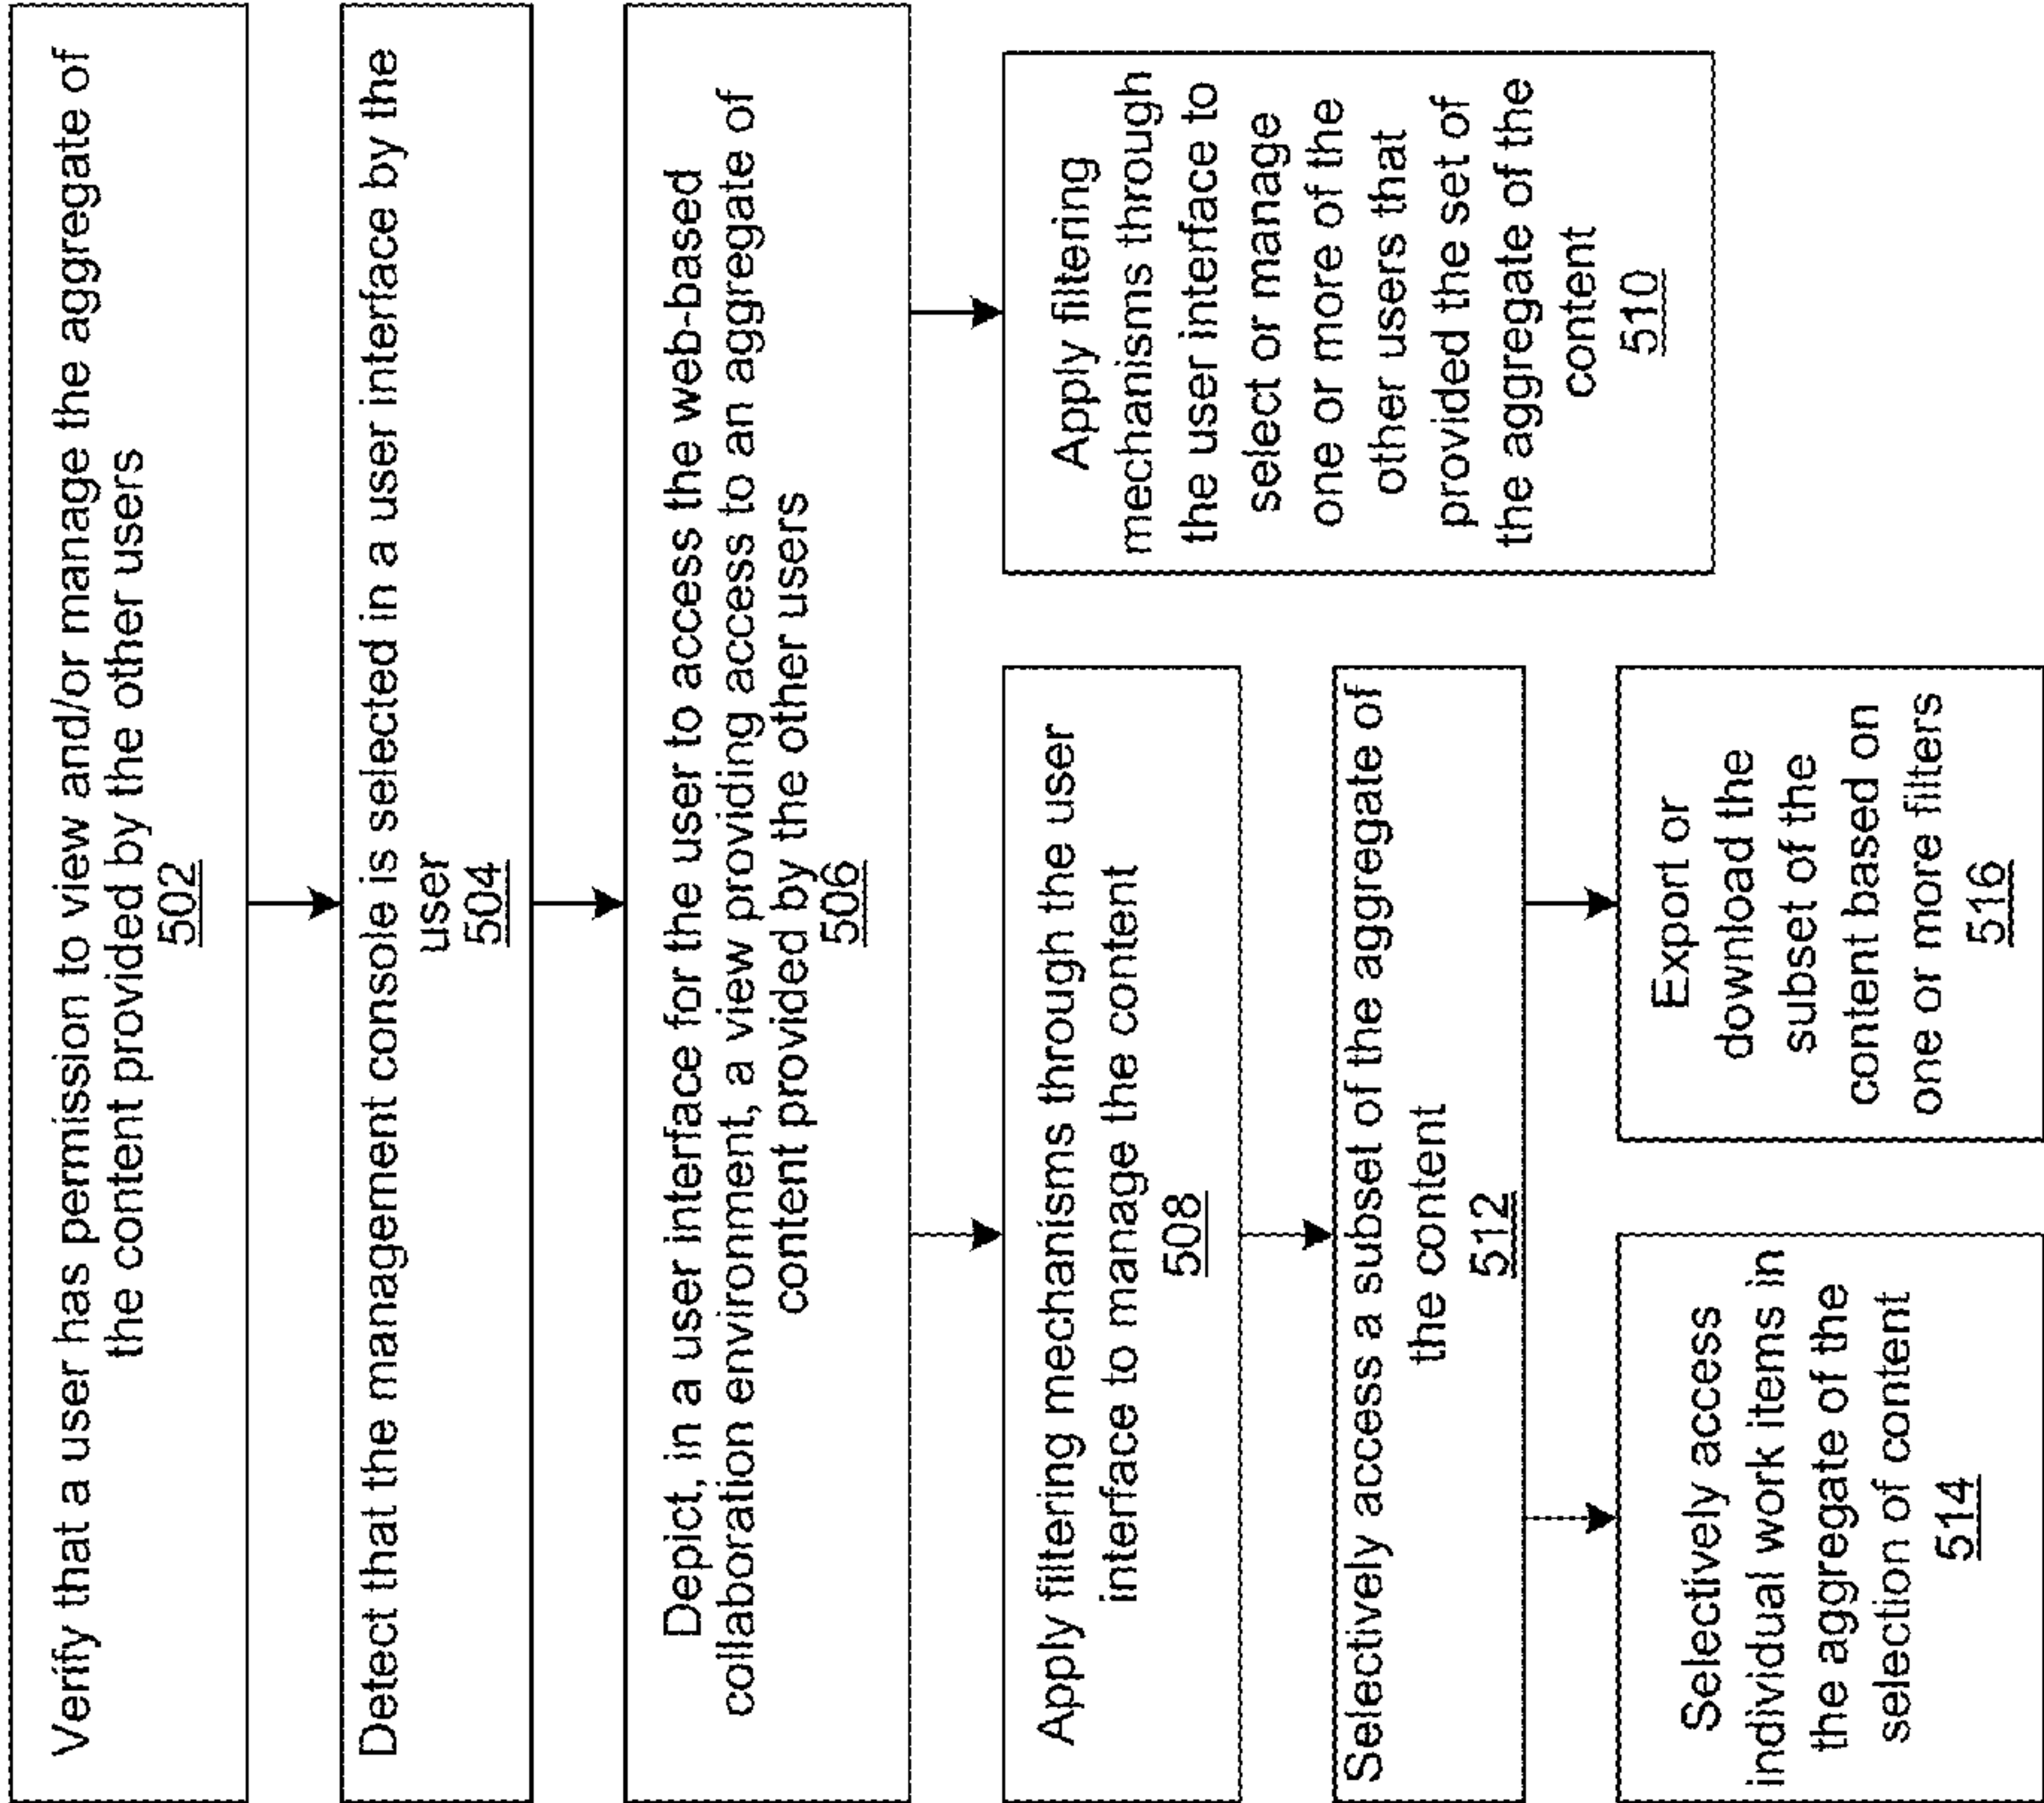 Verify that a user has permission to view and/or manage the aggregate of
the content provided by the other users
502
Detect that the management console is selected in a user interface by the
user
504
Depict, in a user interface for the user to access the web-based
collaboration environment, a view providing access to an aggregate of
content provided by the other users
506
Apply filtering mechanisms through the user
interface to manage the content
508
Apply filtering
mechanisms through
the user interface to
select or manage
one or more of the
other users that
provided the set of
the aggregate of the
content
510
Selectively access a subset of the aggregate of
the content
512
Selectively access
individual work items in
the aggregate of the
selection of content
514
Export or
download the
subset of the
content based on
one or more filters
516